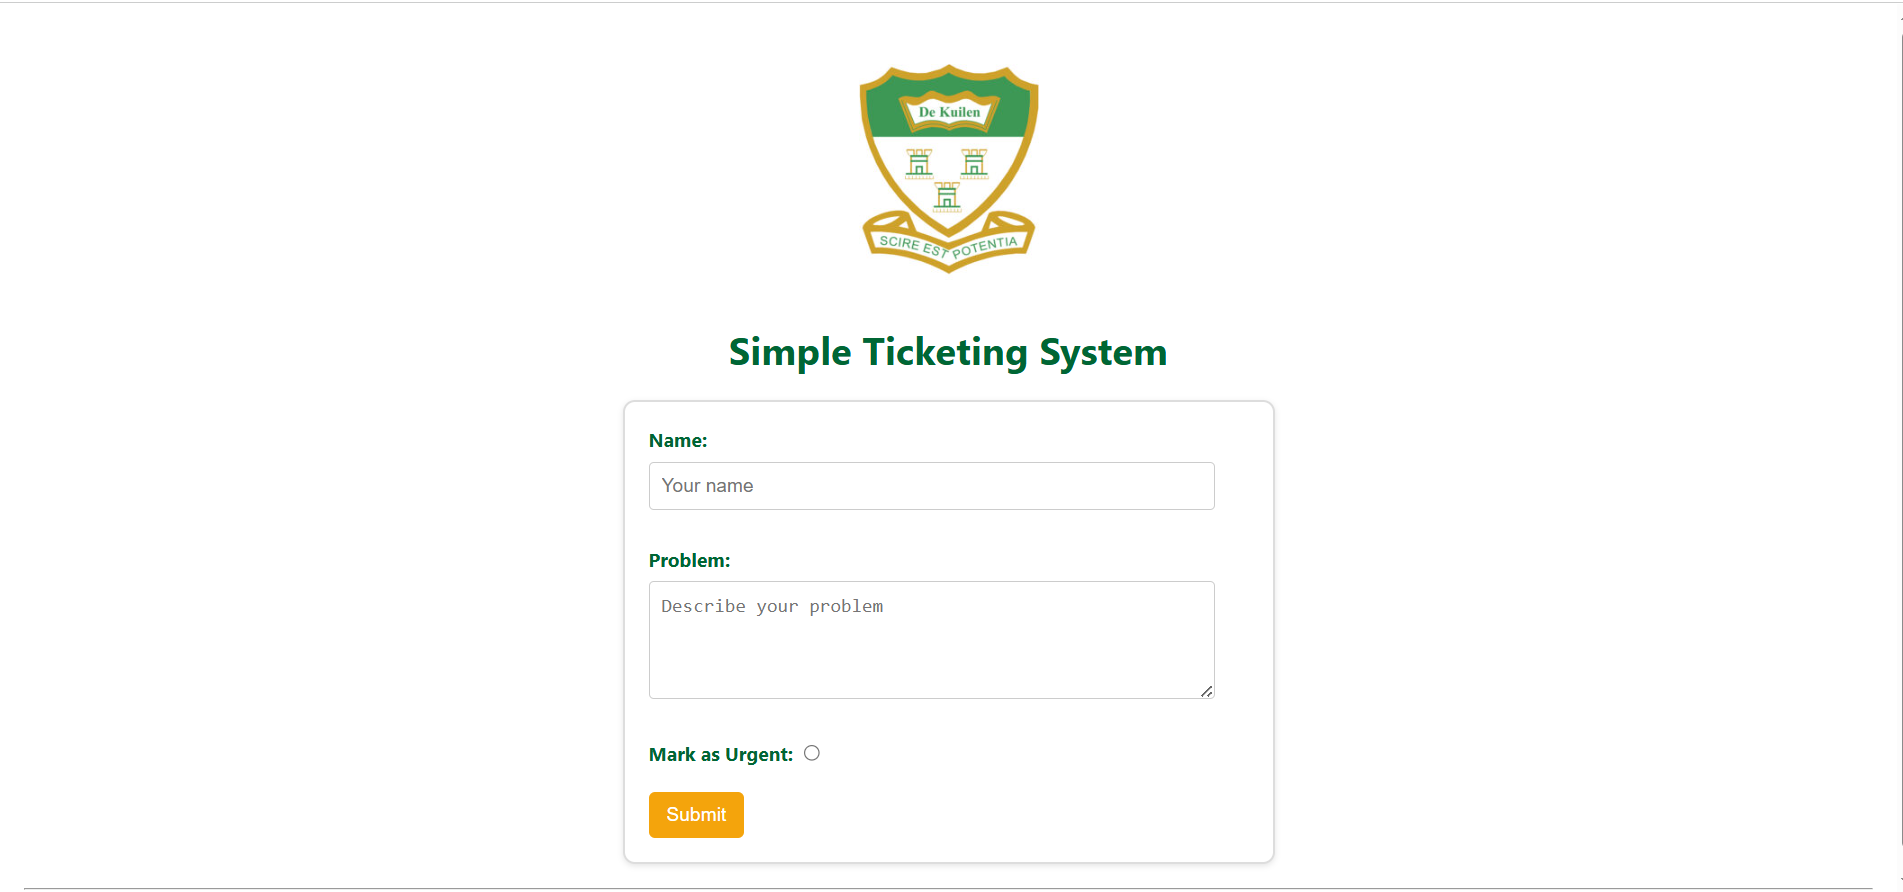 De Kuilen
SCIRE EST POTENTIA
Simple Ticketing System
Name:
Your name
Problem:
Describe your problem
Mark as Urgent:
Submit